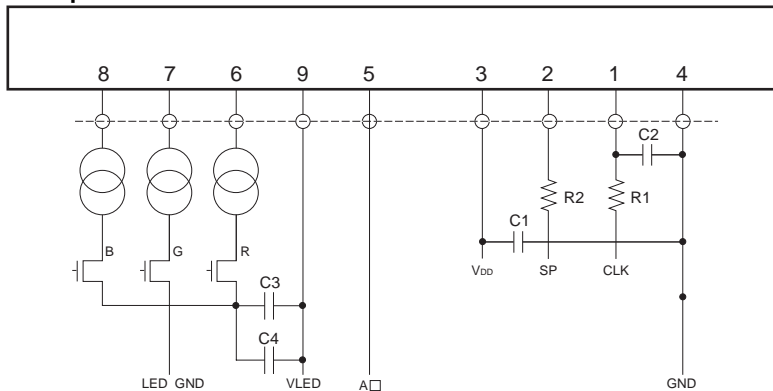 8 7 6 9 5 3 2 1 4
C2
R2 R1
C1
B G R
VDD SP CLK
C3
C4
LED GND VLED A□ GND